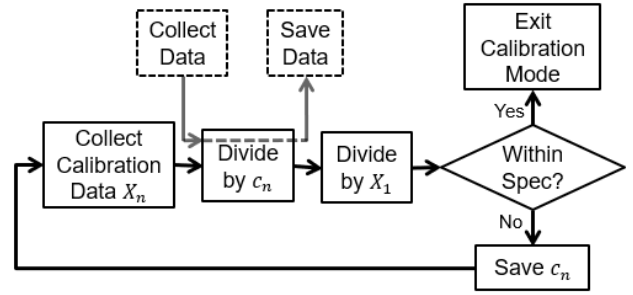 Collect
Data
Save
Data
Exit
Calibration
Mode
Yes
Collect
Calibration
Data X_n
Divide
by c_n
Divide
by X_1
Within
Spec?
No
Save c_n